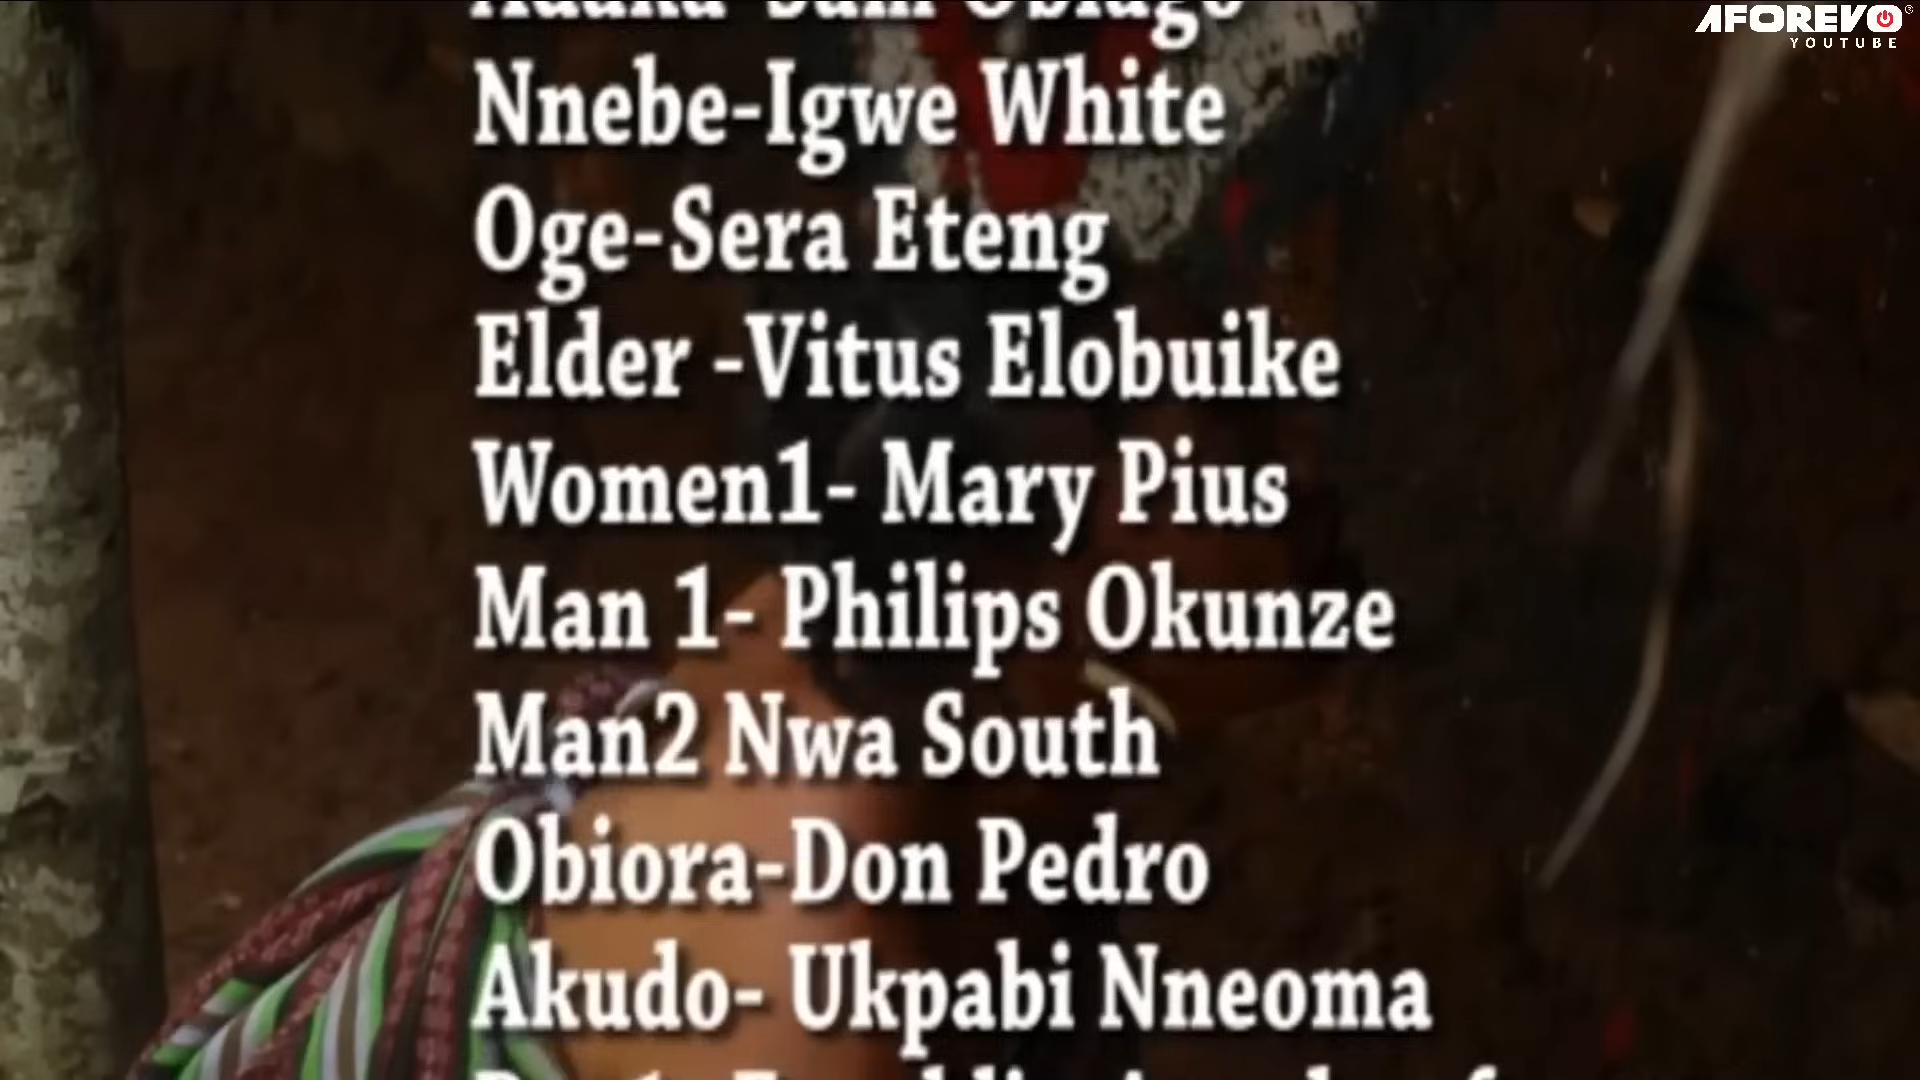 AFOREVO
YOUTUBE
Nnebe-Igwe White
Oge-Sera Eteng
Elder -Vitus Elobuike
Women1- Mary Pius
Man 1- Philips Okunze
Man2 Nwa South
Obiora-Don Pedro
Akudo- Ukpabi Nneoma